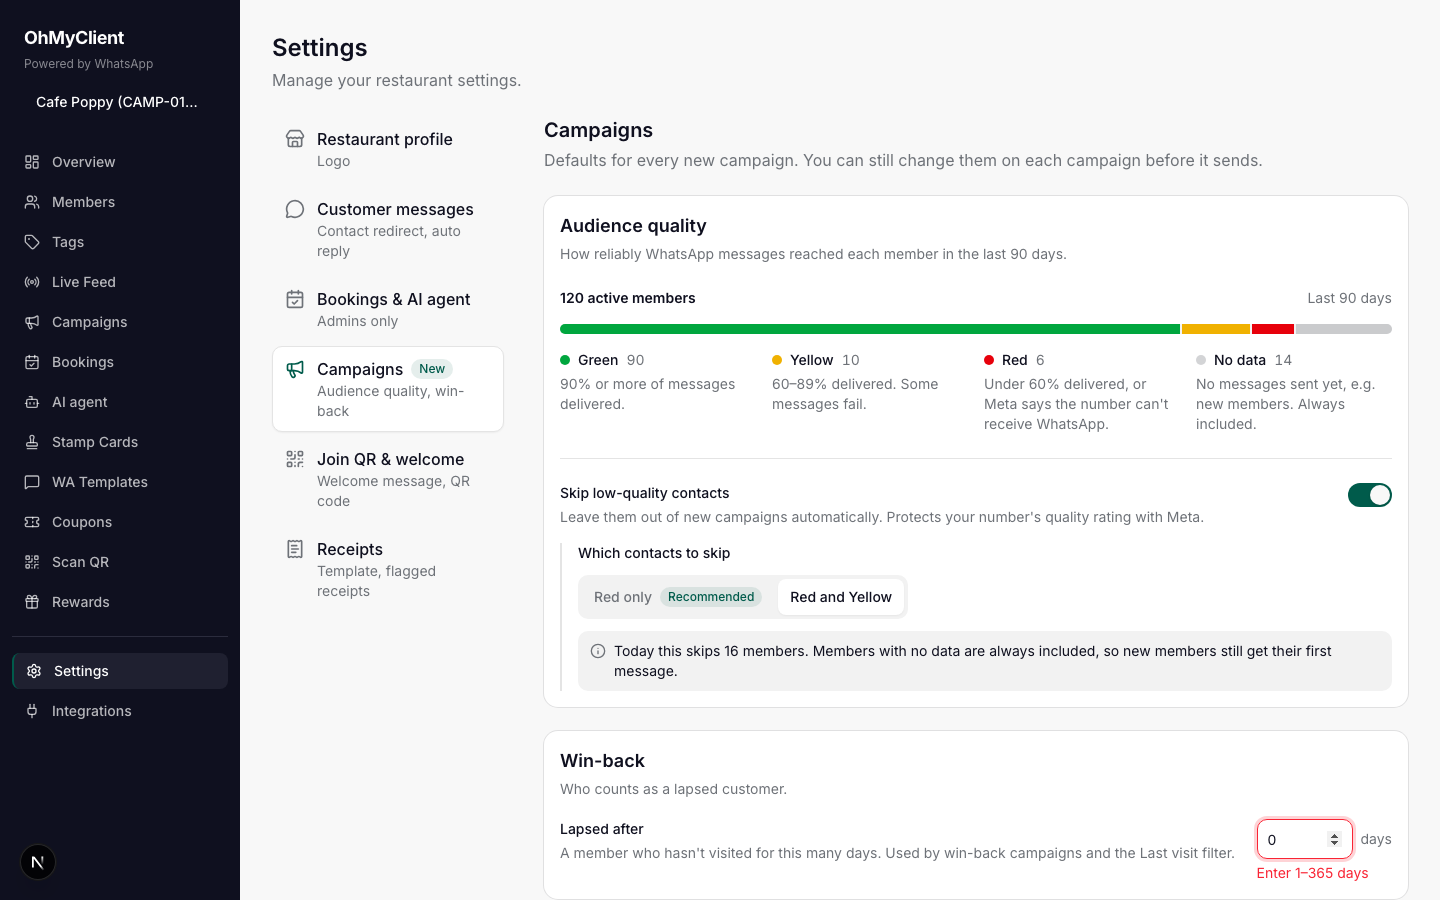 OhMyClient
Powered by WhatsApp
Cafe Poppy (CAMP-01...
Overview
Members
Tags
Live Feed
Campaigns
Bookings
AI agent
Stamp Cards
WA Templates
Coupons
Scan QR
Rewards
Settings
Integrations
N
Settings
Manage your restaurant settings.
Restaurant profile
Logo
Customer messages
Contact redirect, auto
reply
Bookings & AI agent
Admins only
Campaigns New
Audience quality, win-
back
Join QR & welcome
Welcome message, QR
code
Receipts
Template, flagged
receipts
Campaigns
Defaults for every new campaign. You can still change them on each campaign before it sends.
Audience quality
How reliably WhatsApp messages reached each member in the last 90 days.
120 active members Last 90 days
Green 90
90% or more of messages
delivered.
Yellow 10
60–89% delivered. Some
messages fail.
Red 6
Under 60% delivered, or
Meta says the number can't
receive WhatsApp.
No data 14
No messages sent yet, e.g.
new members. Always
included.
Skip low-quality contacts
Leave them out of new campaigns automatically. Protects your number's quality rating with Meta.
Which contacts to skip
Red only Recommended Red and Yellow
Today this skips 16 members. Members with no data are always included, so new members still get their first
message.
Win-back
Who counts as a lapsed customer.
Lapsed after
A member who hasn't visited for this many days. Used by win-back campaigns and the Last visit filter.
0 days
Enter 1–365 days